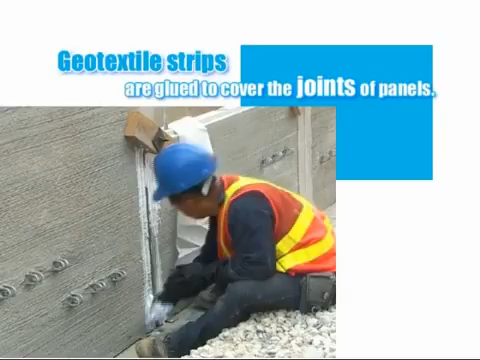 Geotextile strips
are glued to cover the joints of panels.